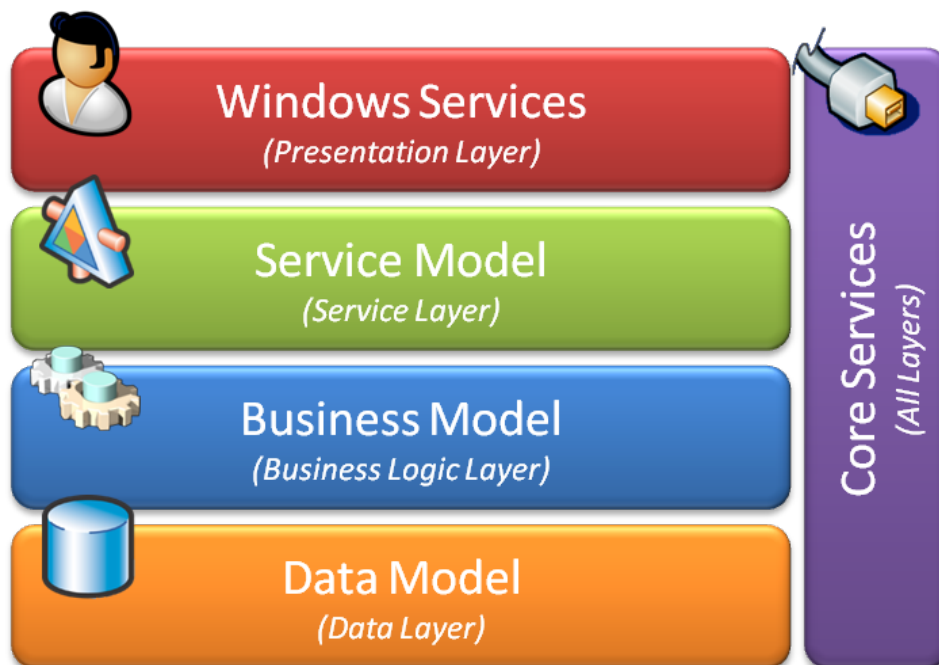 Windows Services
(Presentation Layer)
Service Model
(Service Layer)
Business Model
(Business Logic Layer)
Data Model
(Data Layer)
Core Services
(All Layers)